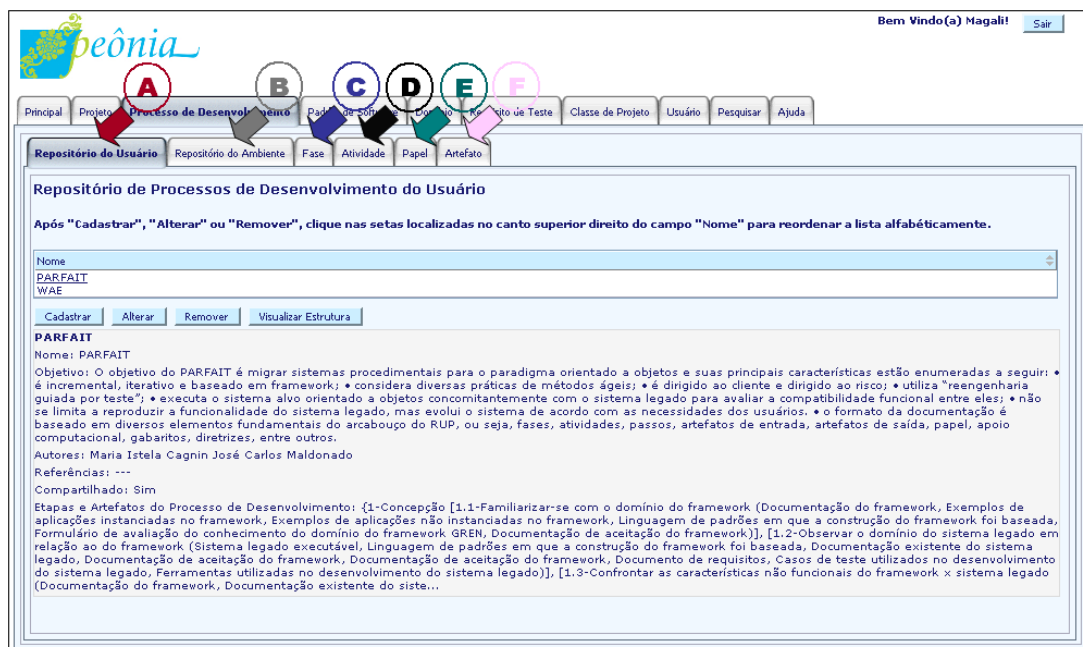 Bem Vindo(a) Magali! Sair
peônia
A B C D E F
Principal Projeto Processo de Desenvolvimento Padrão de Software Domínio Requisito de Teste Classe de Projeto Usuário Pesquisar Ajuda
Repositório do Usuário Repositório do Ambiente Fase Atividade Papel Artefato
Repositório de Processos de Desenvolvimento do Usuário
Após "Cadastrar", "Alterar" ou "Remover", clique nas setas localizadas no canto superior direito do campo "Nome" para reordenar a lista alfabéticamente.
Nome
PARFAIT
WAE
Cadastrar Alterar Remover Visualizar Estrutura
PARFAIT
Nome: PARFAIT
Objetivo: O objetivo do PARFAIT é migrar sistemas procedimentais para o paradigma orientado a objetos e suas principais características estão enumeradas a seguir: •
é incremental, iterativo e baseado em framework; • considera diversas práticas de métodos ágeis; • é dirigido ao cliente e dirigido ao risco; • utiliza “reengenharia
guiada por teste”; • executa o sistema alvo orientado a objetos concomitantemente com o sistema legado para avaliar a compatibilidade funcional entre eles; • não
se limita a reproduzir a funcionalidade do sistema legado, mas evolui o sistema de acordo com as necessidades dos usuários. • o formato da documentação é
baseado em diversos elementos fundamentais do arcabouço do RUP, ou seja, fases, atividades, passos, artefatos de entrada, artefatos de saída, papel, apoio
computacional, gabaritos, diretrizes, entre outros.
Autores: Maria Istela Cagnin José Carlos Maldonado
Referências: ---
Compartilhado: Sim
Etapas e Artefatos do Processo de Desenvolvimento: {1-Concepção [1.1-Familiarizar-se com o domínio do framework (Documentação do framework, Exemplos de
aplicações instanciadas no framework, Exemplos de aplicações não instanciadas no framework, Linguagem de padrões em que a construção do framework foi baseada,
Formulário de avaliação do conhecimento do domínio do framework GREN, Documentação de aceitação do framework)], [1.2-Observar o domínio do sistema legado em
relação ao do framework (Sistema legado executável, Linguagem de padrões em que a construção do framework foi baseada, Documentação existente do sistema
legado, Documentação de aceitação do framework, Documentação de aceitação do framework, Documento de requisitos, Casos de teste utilizados no desenvolvimento
do sistema legado, Ferramentas utilizadas no desenvolvimento do sistema legado)], [1.3-Confrontar as características não funcionais do framework x sistema legado
(Documentação do framework, Documentação existente do siste...